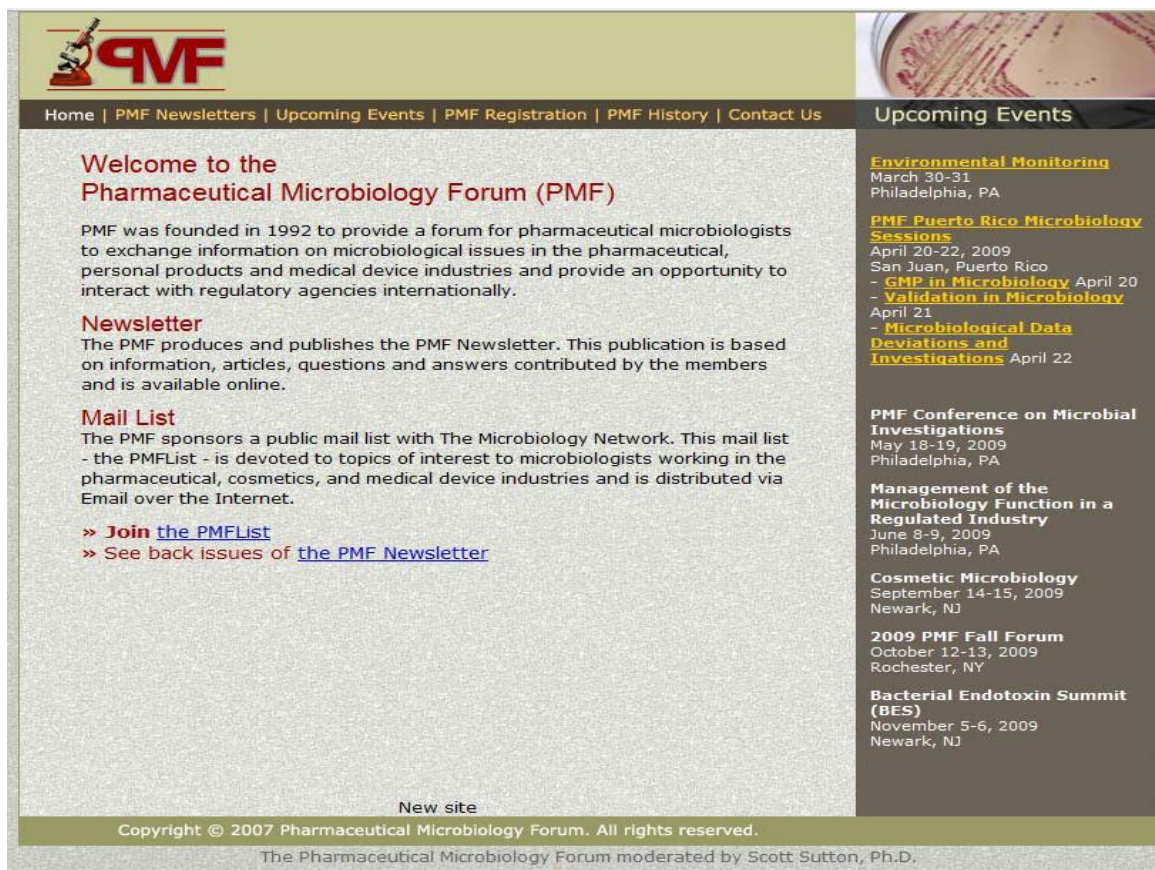 PMF
Home | PMF Newsletters | Upcoming Events | PMF Registration | PMF History | Contact Us
Welcome to the
Pharmaceutical Microbiology Forum (PMF)
PMF was founded in 1992 to provide a forum for pharmaceutical microbiologists
to exchange information on microbiological issues in the pharmaceutical,
personal products and medical device industries and provide an opportunity to
interact with regulatory agencies internationally.
Newsletter
The PMF produces and publishes the PMF Newsletter. This publication is based
on information, articles, questions and answers contributed by the members
and is available online.
Mail List
The PMF sponsors a public mail list with The Microbiology Network. This mail list
- the PMFList - is devoted to topics of interest to microbiologists working in the
pharmaceutical, cosmetics, and medical device industries and is distributed via
Email over the Internet.
» Join the PMFList
» See back issues of the PMF Newsletter
New site
Upcoming Events
Environmental Monitoring
March 30-31
Philadelphia, PA
PMF Puerto Rico Microbiology
Sessions
April 20-22, 2009
San Juan, Puerto Rico
- GMP in Microbiology April 20
- Validation in Microbiology
April 21
- Microbiological Data
Deviations and
Investigations April 22
PMF Conference on Microbial
Investigations
May 18-19, 2009
Philadelphia, PA
Management of the
Microbiology Function in a
Regulated Industry
June 8-9, 2009
Philadelphia, PA
Cosmetic Microbiology
September 14-15, 2009
Newark, NJ
2009 PMF Fall Forum
October 12-13, 2009
Rochester, NY
Bacterial Endotoxin Summit
(BES)
November 5-6, 2009
Newark, NJ
Copyright © 2007 Pharmaceutical Microbiology Forum. All rights reserved.
The Pharmaceutical Microbiology Forum moderated by Scott Sutton, Ph.D.